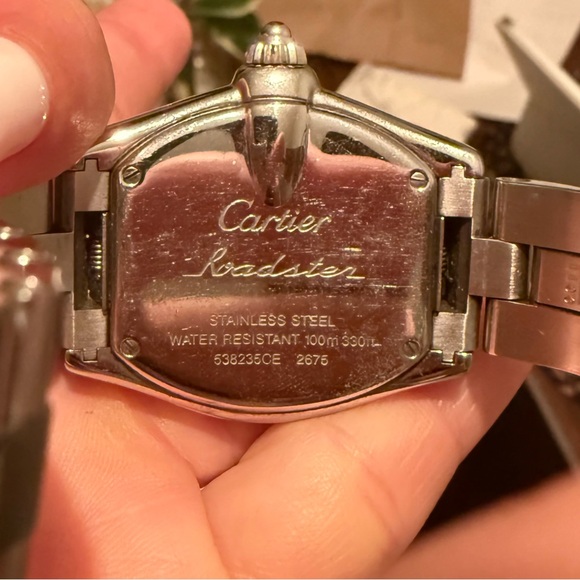 Cartier
Roadster
STAINLESS STEEL
WATER RESISTANT 100m 330ft.
538235CE 2675